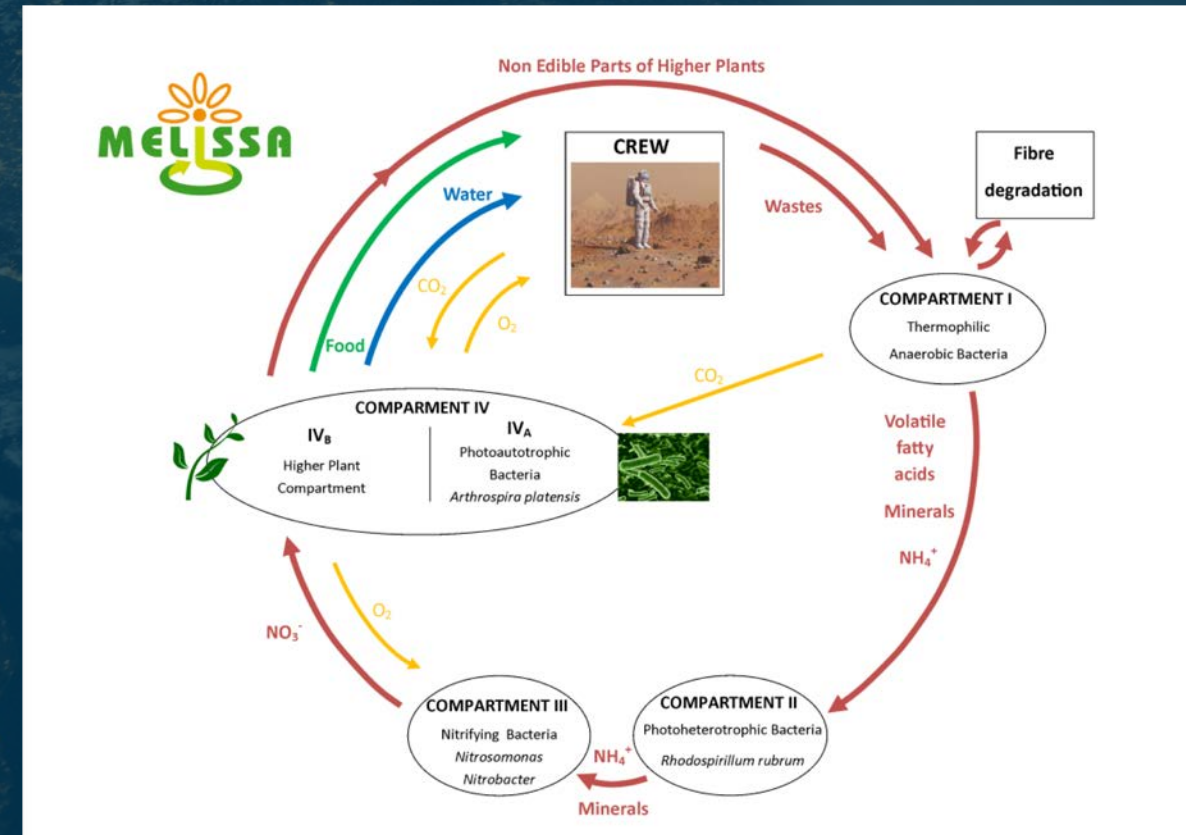 MELiSSA
Non Edible Parts of Higher Plants
CREW
Fibre
degradation
Water
Wastes
CO₂
O₂
Food
COMPARTMENT I
Thermophilic
Anaerobic Bacteria
CO₂
COMPARMENT IV
IV_B
Higher Plant
Compartment
IV_A
Photoautotrophic
Bacteria
Arthrospira platensis
Volatile
fatty
acids
Minerals
NH₄⁺
O₂
NO₃⁻
COMPARTMENT III
Nitrifying Bacteria
Nitrosomonas
Nitrobacter
COMPARTMENT II
Photoheterotrophic Bacteria
Rhodospirillum rubrum
NH₄⁺
Minerals